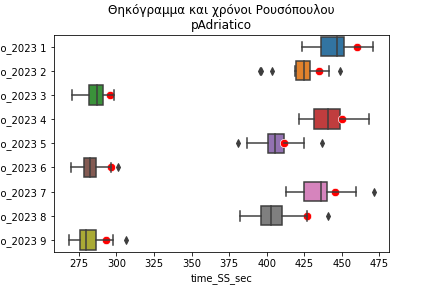 Θηκόγραμμα και χρόνοι Ρουσόπουλου
pAdriatico
o_2023 1
o_2023 2
o_2023 3
o_2023 4
o_2023 5
o_2023 6
o_2023 7
o_2023 8
o_2023 9
275 300 325 350 375 400 425 450 475
time_SS_sec